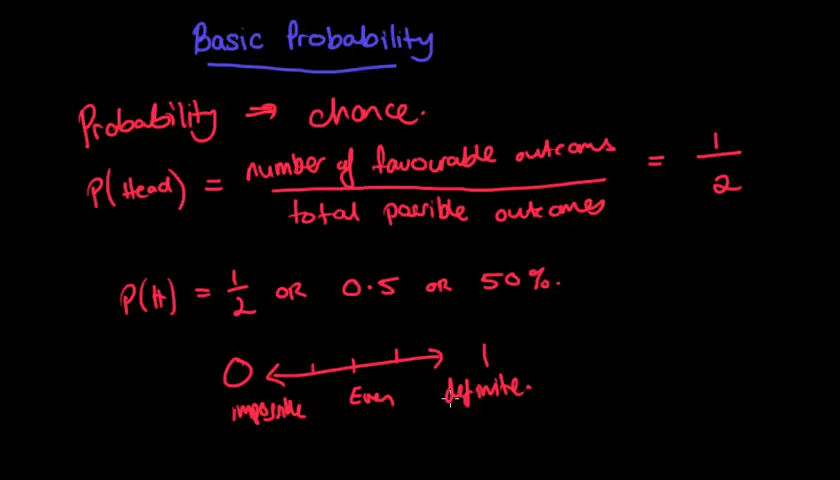 Basic Probability
Probability ⇒ chance.
P(Head) = number of favourable outcoms / total possible outcomes = 1/2
P(H) = 1/2 OR 0.5 OR 50%.
0 1
impossible Even definite.